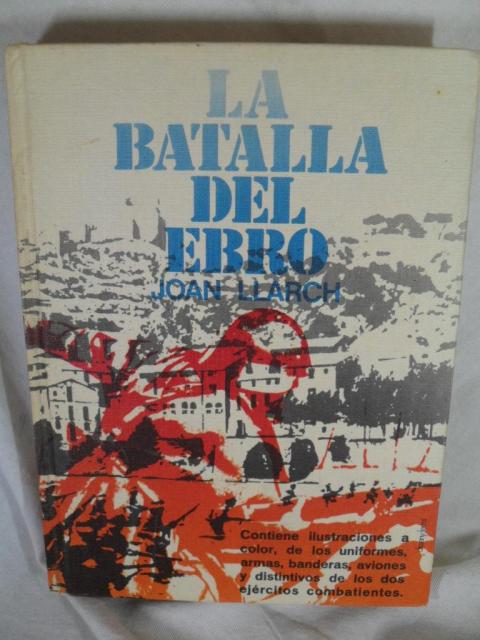 LA
BATALLA
DEL
EBRO
JOAN LLARCH
Contiene ilustraciones a
color, de los uniformes,
armas, banderas, aviones
y distintivos de los dos
ejércitos combatientes.